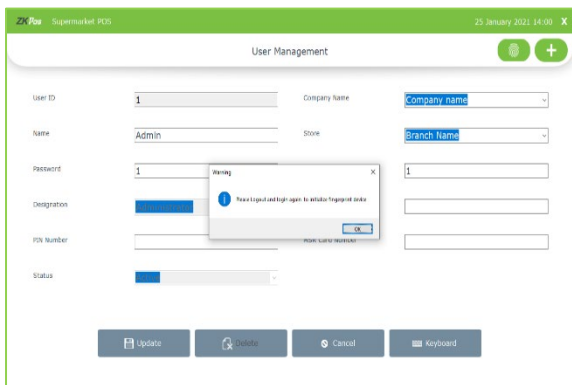 ZKPos Supermarket POS 25 January 2021 14:00 X
User Management
User ID 1 Company Name Company name
Name Admin Store Branch Name
Password 1 1
Warning X
Please Logout and login again, to initialize fingerprint device
OK
Designation
PIN Number Card Number
Status
Update Delete Cancel Keyboard